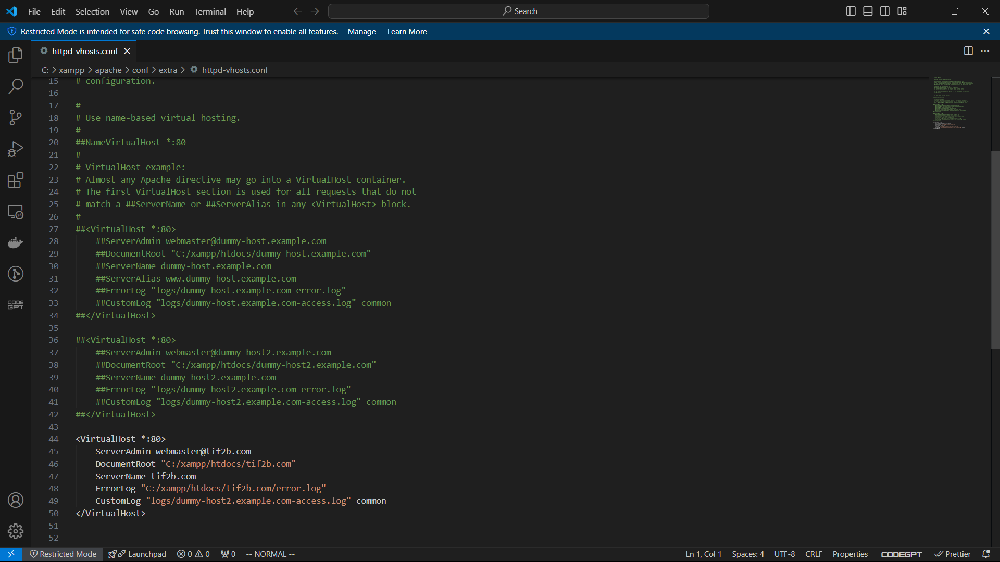 File Edit Selection View Go Run Terminal Help
Search
Restricted Mode is intended for safe code browsing. Trust this window to enable all features. Manage Learn More
httpd-vhosts.conf
C: > xampp > apache > conf > extra > httpd-vhosts.conf
15 # configuration.
16
17 #
18 # Use name-based virtual hosting.
19 #
20 ##NameVirtualHost *:80
21 #
22 # VirtualHost example:
23 # Almost any Apache directive may go into a VirtualHost container.
24 # The first VirtualHost section is used for all requests that do not
25 # match a ##ServerName or ##ServerAlias in any <VirtualHost> block.
26 #
27 ##<VirtualHost *:80>
28     ##ServerAdmin webmaster@dummy-host.example.com
29     ##DocumentRoot "C:/xampp/htdocs/dummy-host.example.com"
30     ##ServerName dummy-host.example.com
31     ##ServerAlias www.dummy-host.example.com
32     ##ErrorLog "logs/dummy-host.example.com-error.log"
33     ##CustomLog "logs/dummy-host.example.com-access.log" common
34 ##</VirtualHost>
35
36 ##<VirtualHost *:80>
37     ##ServerAdmin webmaster@dummy-host2.example.com
38     ##DocumentRoot "C:/xampp/htdocs/dummy-host2.example.com"
39     ##ServerName dummy-host2.example.com
40     ##ErrorLog "logs/dummy-host2.example.com-error.log"
41     ##CustomLog "logs/dummy-host2.example.com-access.log" common
42 ##</VirtualHost>
43
44 <VirtualHost *:80>
45     ServerAdmin webmaster@tif2b.com
46     DocumentRoot "C:/xampp/htdocs/tif2b.com"
47     ServerName tif2b.com
48     ErrorLog "C:/xampp/htdocs/tif2b.com/error.log"
49     CustomLog "logs/dummy-host2.example.com-access.log" common
50 </VirtualHost>
51
52
CODE
GPT
Restricted Mode Launchpad 0 0 0 -- NORMAL -- Ln 1, Col 1 Spaces: 4 UTF-8 CRLF Properties CODEGPT Prettier